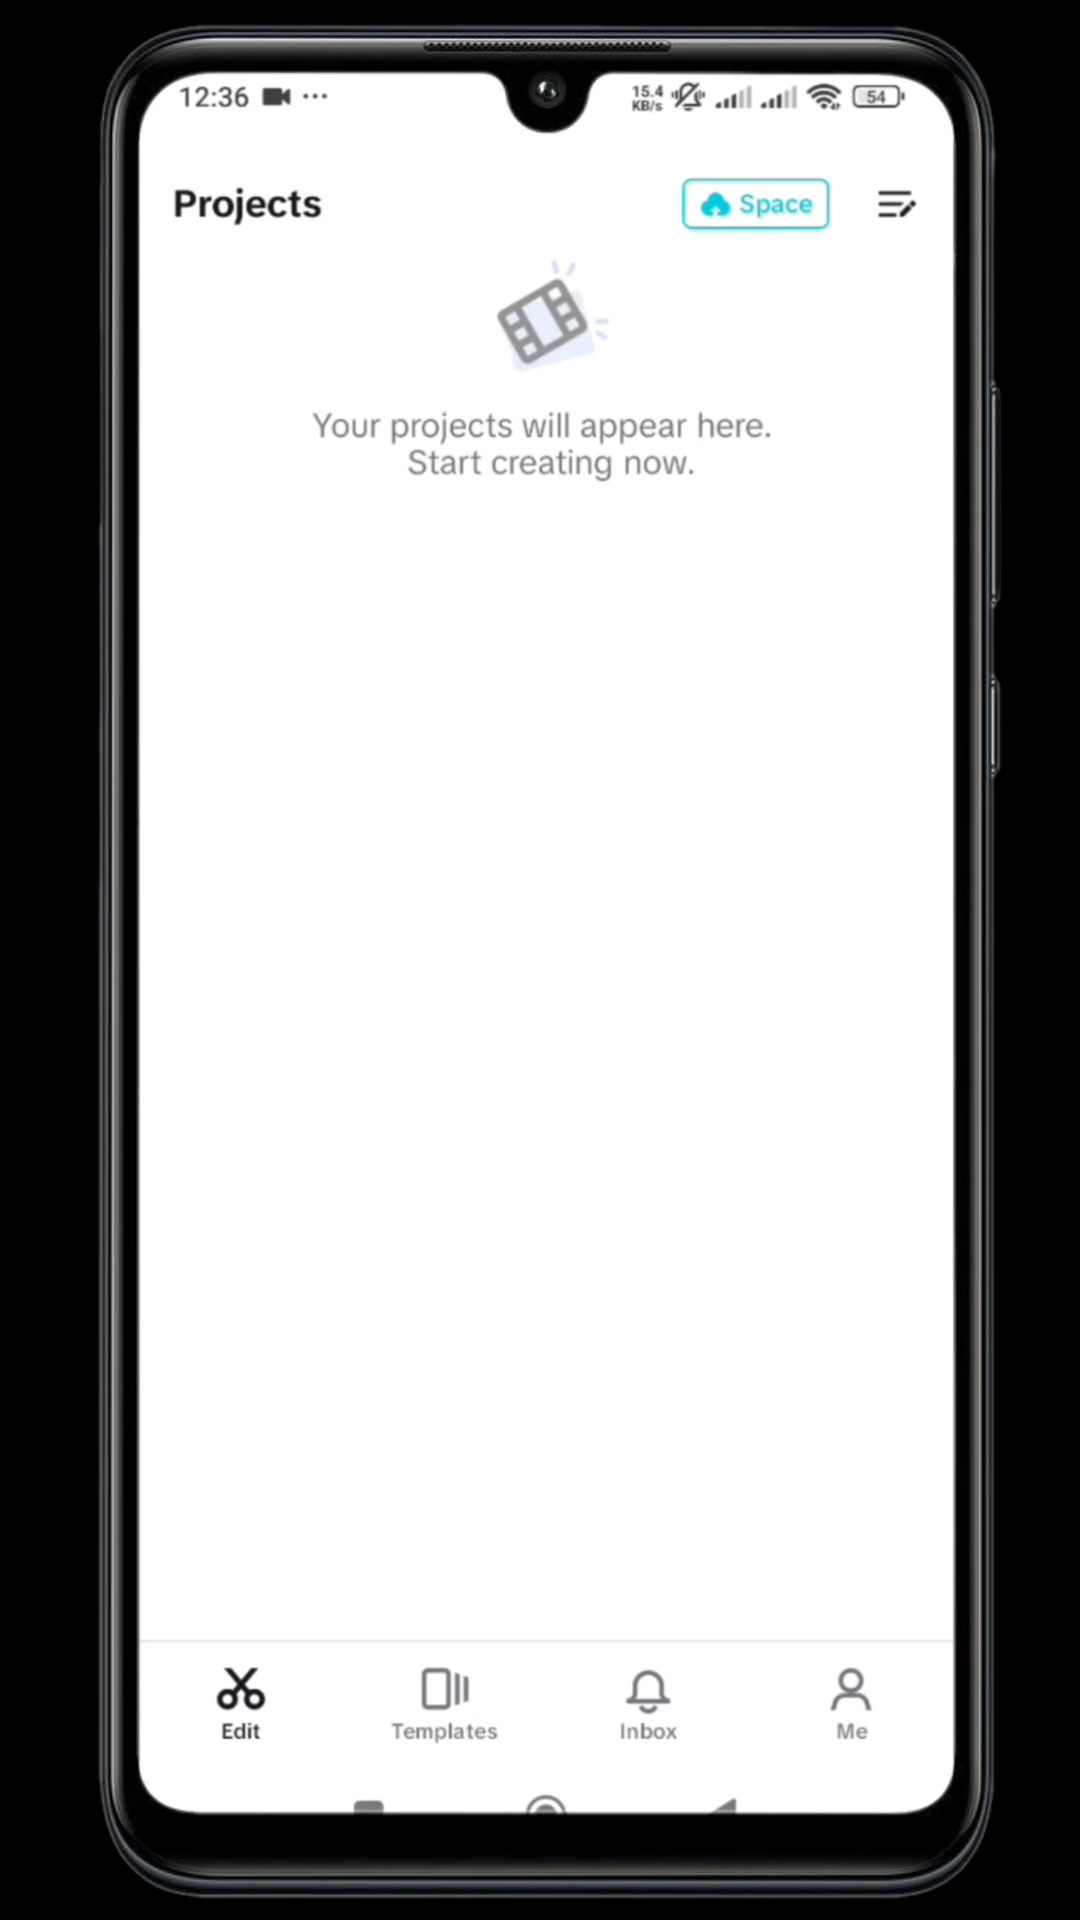 12:36
15.4
KB/s
54
Projects
Space
Your projects will appear here.
Start creating now.
Edit
Templates
Inbox
Me